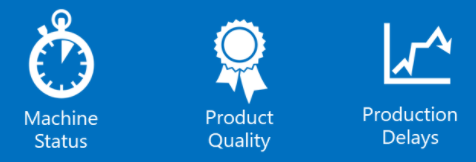 Machine
Status
Product
Quality
Production
Delays